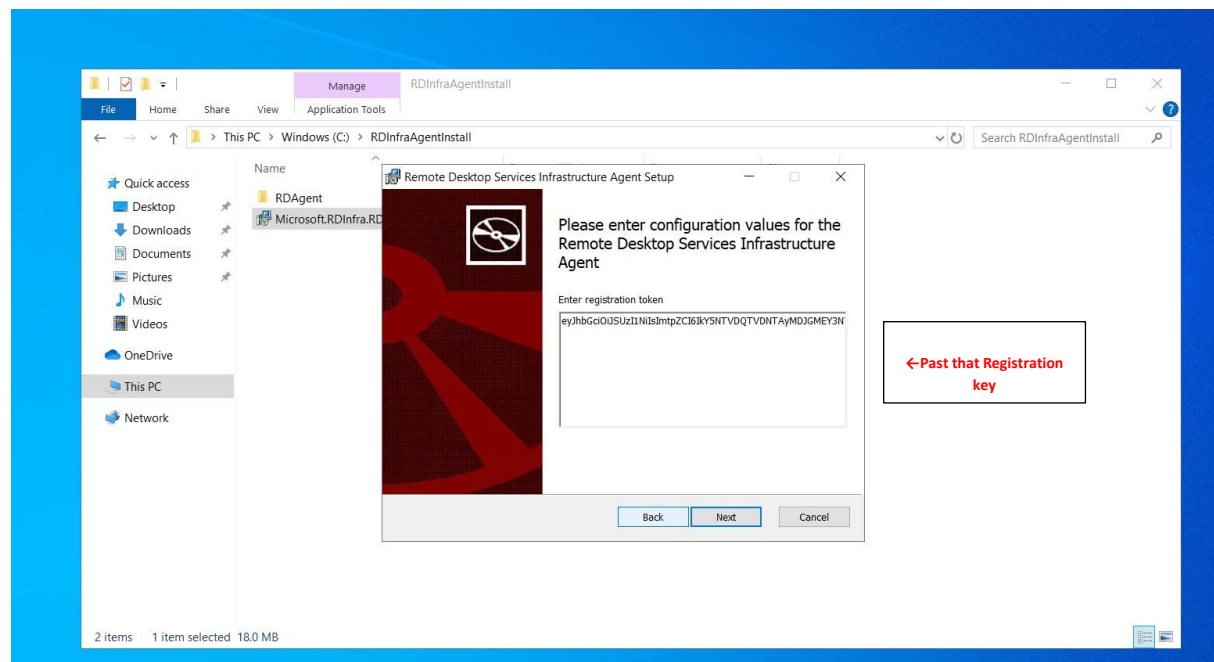 Manage
RDInfraAgentInstall
File Home Share View Application Tools
This PC > Windows (C:) > RDInfraAgentInstall
Search RDInfraAgentInstall
Name
Quick access
Desktop
Downloads
Documents
Pictures
Music
Videos
OneDrive
This PC
Network
RDAgent
Microsoft.RDInfra.RD
Remote Desktop Services Infrastructure Agent Setup
Please enter configuration values for the
Remote Desktop Services Infrastructure
Agent
Enter registration token
Back Next Cancel
←Past that Registration
key
2 items 1 item selected 18.0 MB